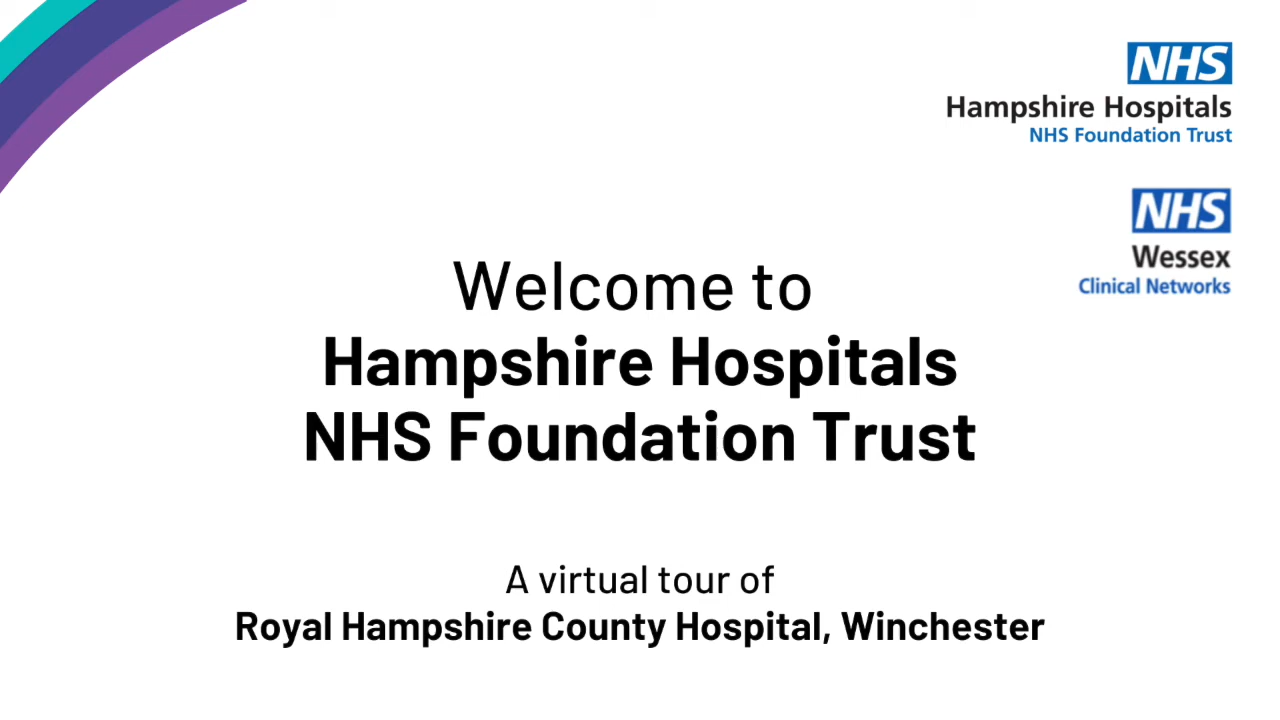 NHS
Hampshire Hospitals
NHS Foundation Trust
NHS
Wessex
Clinical Networks
Welcome to
Hampshire Hospitals
NHS Foundation Trust
A virtual tour of
Royal Hampshire County Hospital, Winchester